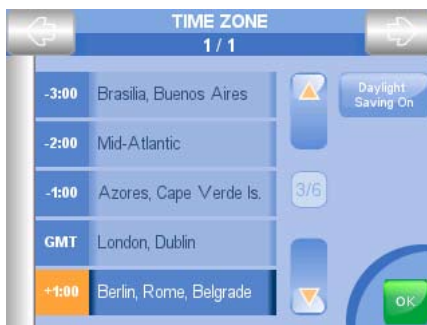 TIME ZONE
1 / 1
-3:00 Brasilia, Buenos Aires
Daylight
Saving On
-2:00 Mid-Atlantic
-1:00 Azores, Cape Verde Is.
3/6
GMT London, Dublin
+1:00 Berlin, Rome, Belgrade
OK